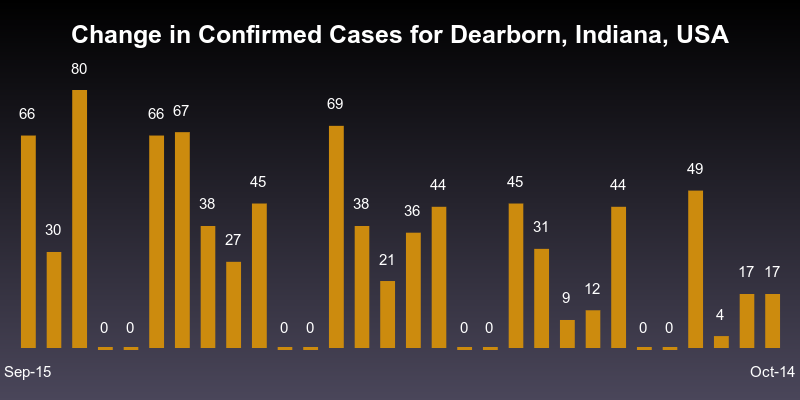 Change in Confirmed Cases for Dearborn, Indiana, USA
66 30 80 0 0 66 67 38 27 45 0 0 69 38 21 36 44 0 0 45 31 9 12 44 0 0 49 4 17 17
Sep-15 Oct-14